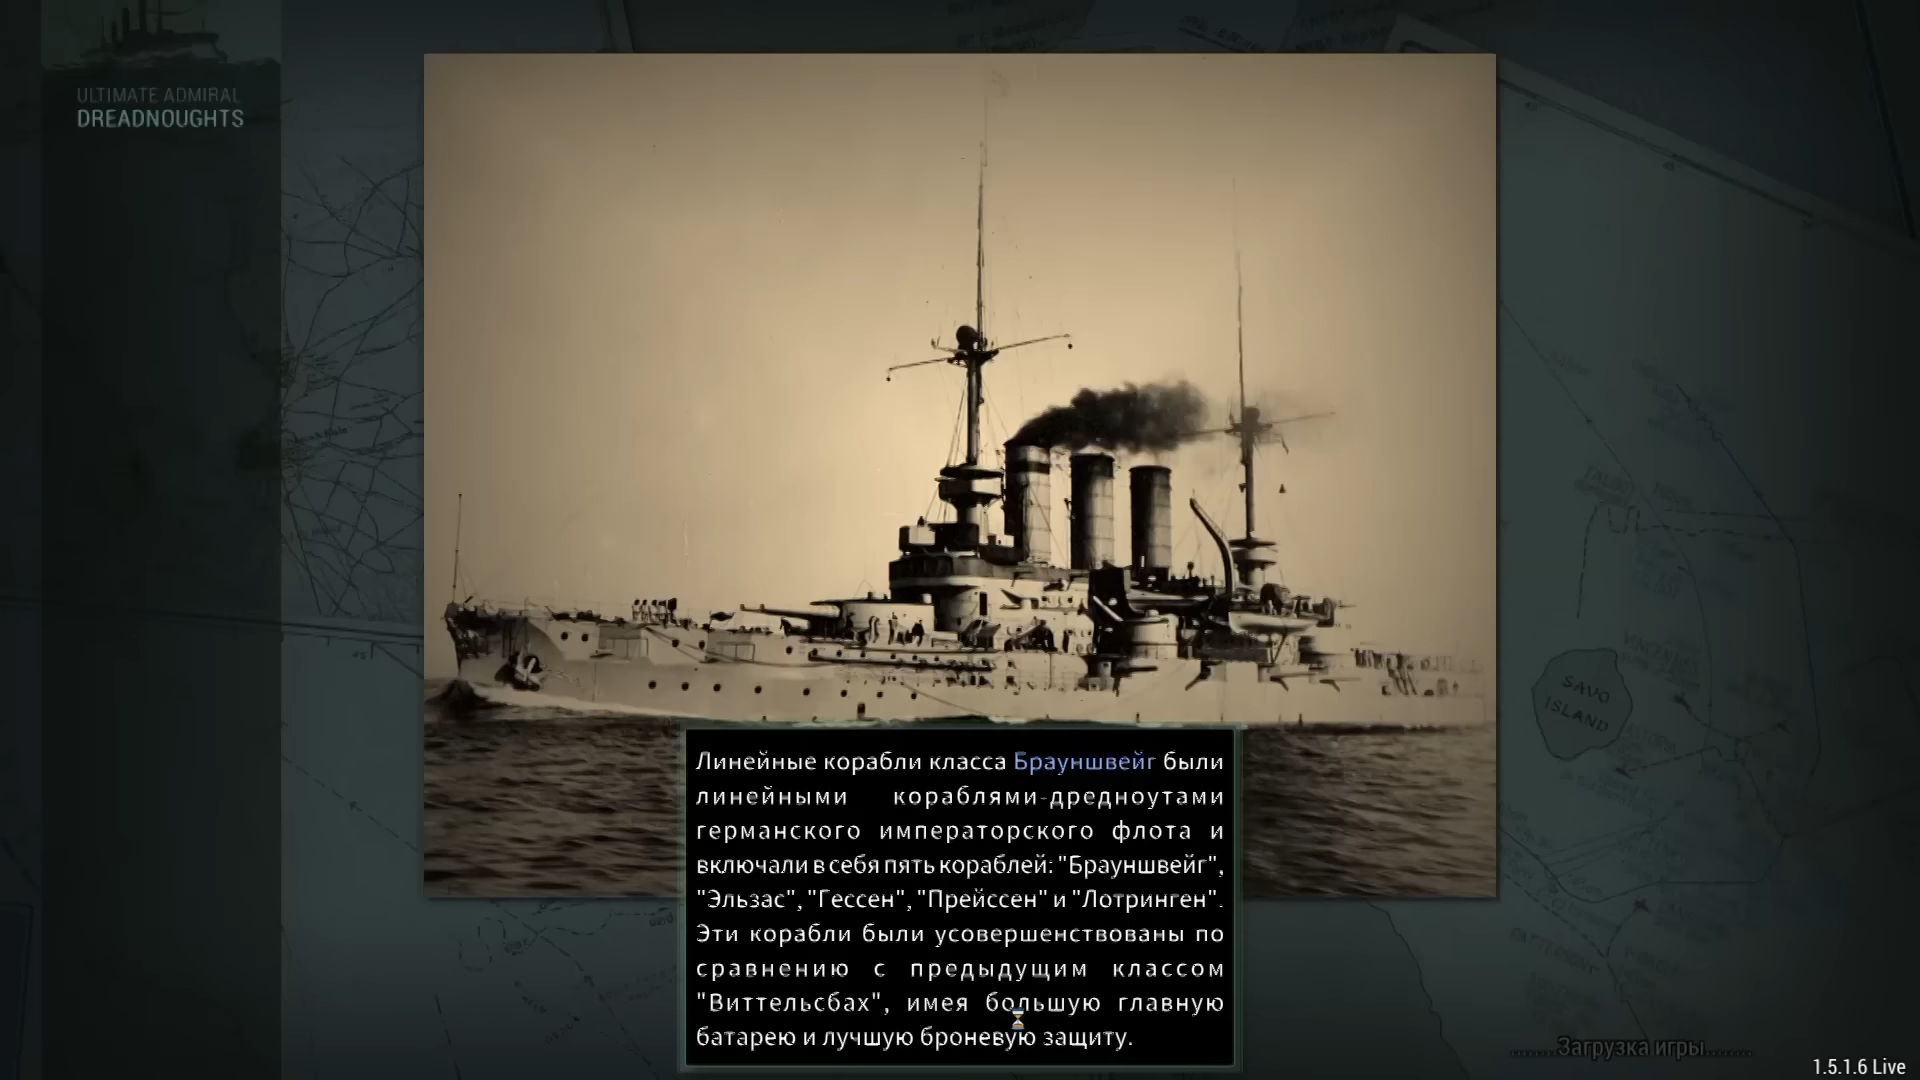 ULTIMATE ADMIRAL
DREADNOUGHTS
Линейные корабли класса Брауншвейг были
линейными кораблями-дредноутами
германского императорского флота и
включали в себя пять кораблей: "Брауншвейг",
"Эльзас", "Гессен", "Прейссен" и "Лотринген".
Эти корабли были усовершенствованы по
сравнению с предыдущим классом
"Виттельсбах", имея большую главную
батарею и лучшую броневую защиту.
SAVO
ISLAND
........Загрузка игры........
1.5.1.6 Live